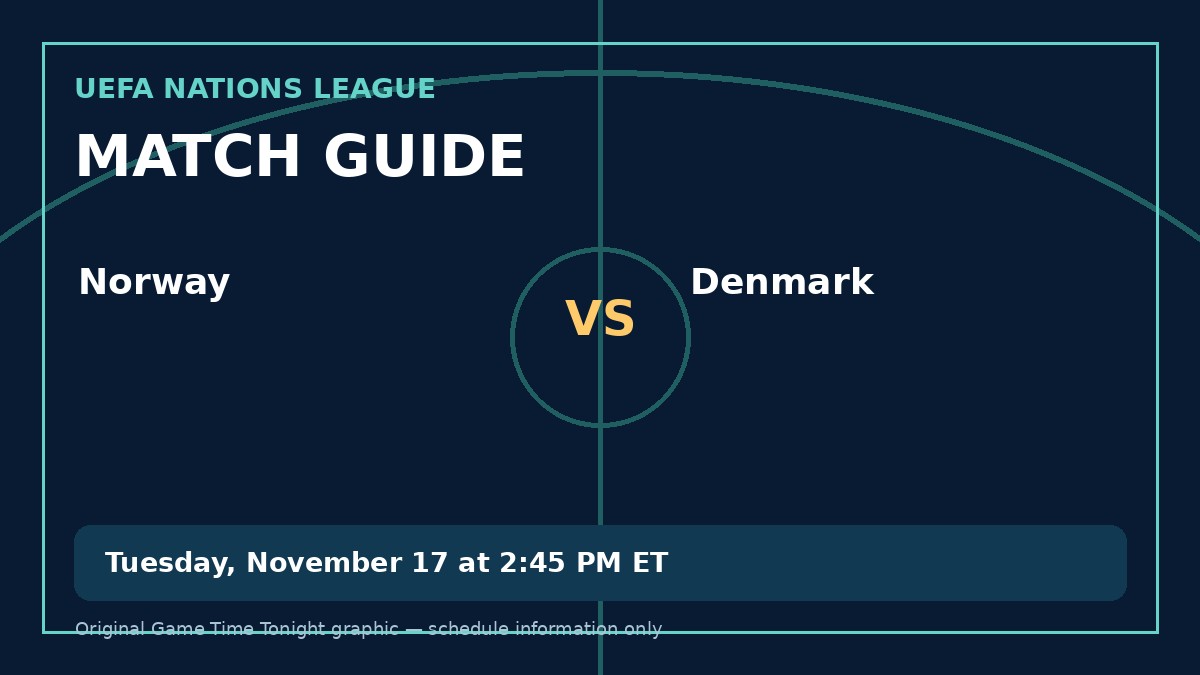 UEFA NATIONS LEAGUE
MATCH GUIDE
Norway
VS
Denmark
Tuesday, November 17 at 2:45 PM ET
Original Game Time Tonight graphic — schedule information only